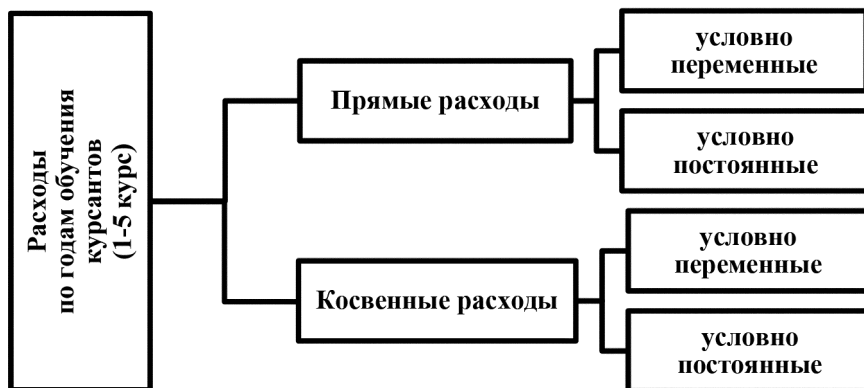 Расходы
по годам обучения
курсантов
(1-5 курс)
Прямые расходы
условно
переменные
условно
постоянные
Косвенные расходы
условно
переменные
условно
постоянные